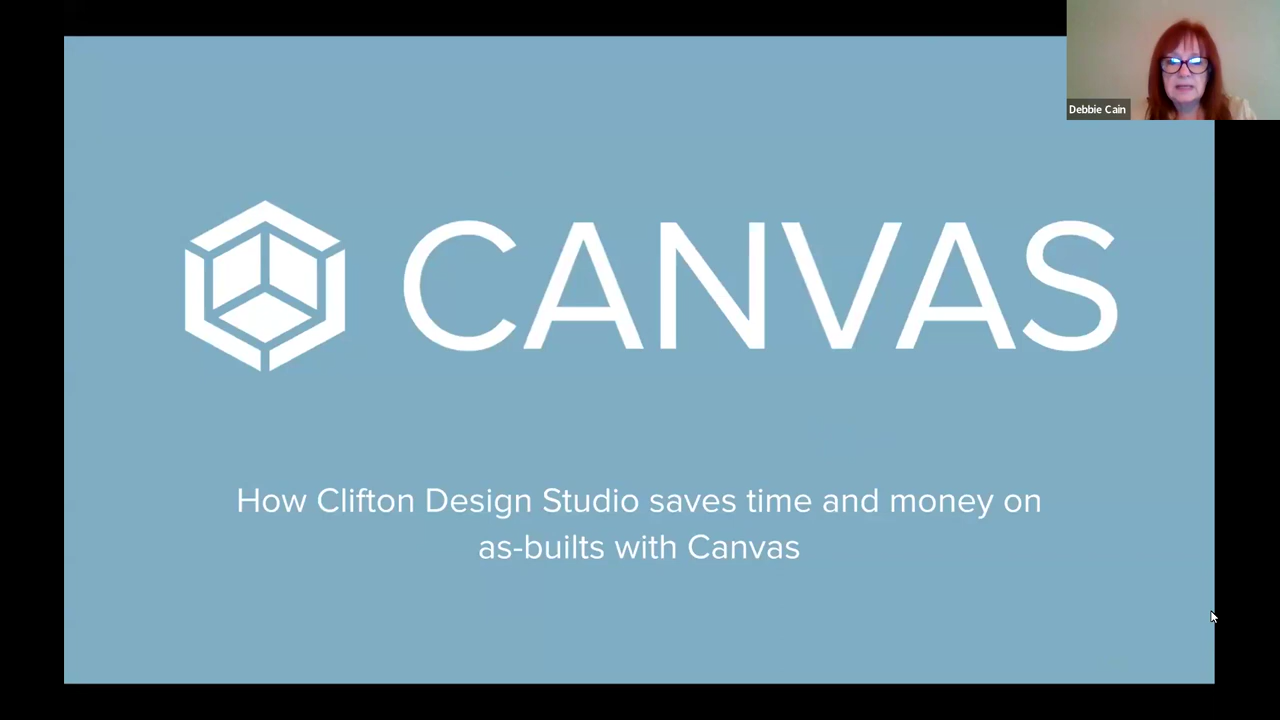 Debbie Cain
CANVAS
How Clifton Design Studio saves time and money on
as-builts with Canvas